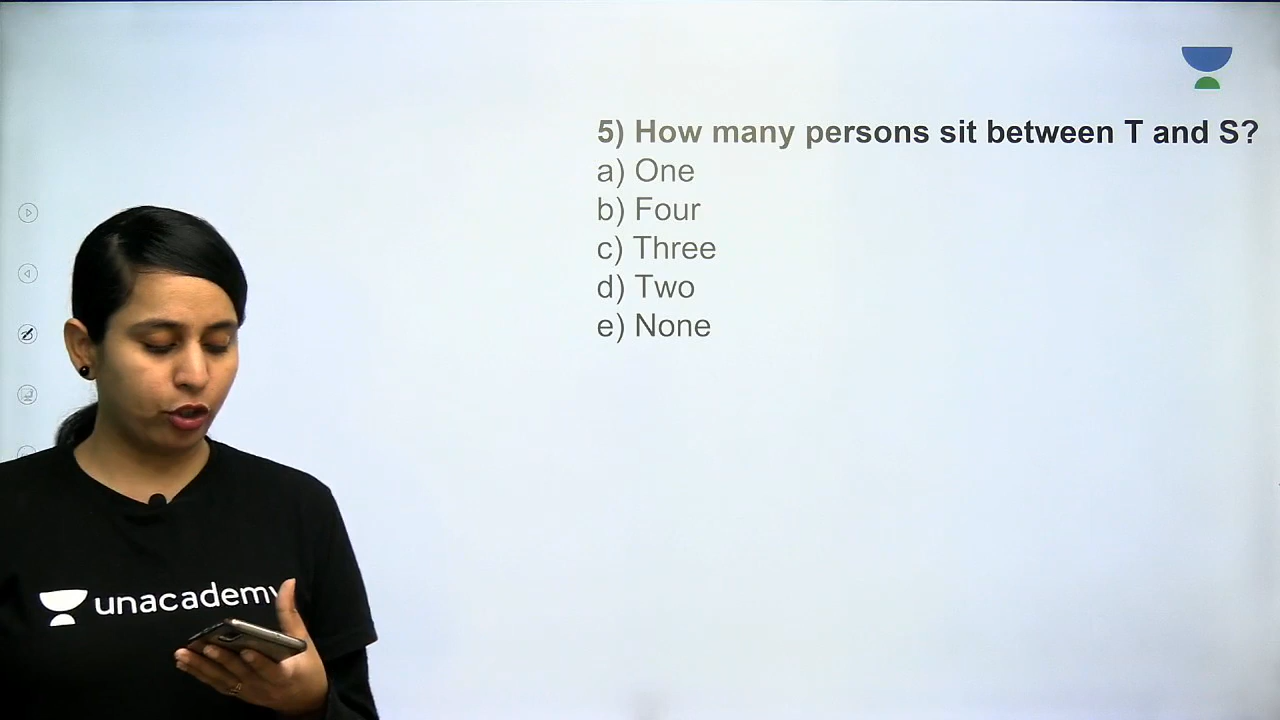 5) How many persons sit between T and S?
a) One
b) Four
c) Three
d) Two
e) None
unacademy